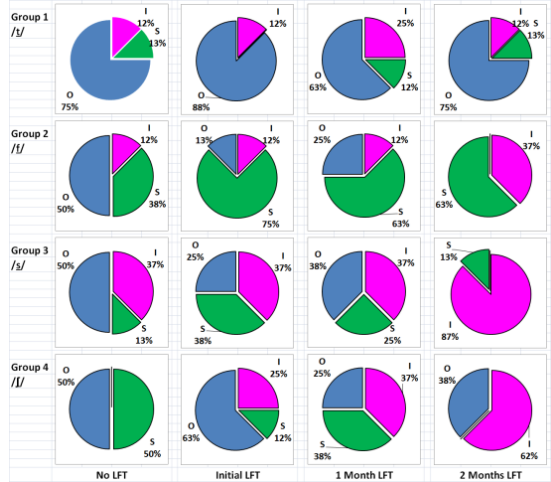 Group 1
/t/
I
12%
S
13%
O
75%
I
12%
O
88%
I
25%
S
12%
O
63%
I
12%
S
13%
O
75%
Group 2
/f/
I
12%
S
38%
O
50%
O
13%
I
12%
S
75%
O
25%
I
12%
S
63%
I
37%
S
63%
Group 3
/s/
O
50%
I
37%
S
13%
O
25%
I
37%
S
38%
O
38%
I
37%
S
25%
S
13%
I
87%
Group 4
/ʃ/
O
50%
S
50%
I
25%
S
12%
O
63%
O
25%
I
37%
S
38%
O
38%
I
62%
No LFT
Initial LFT
1 Month LFT
2 Months LFT